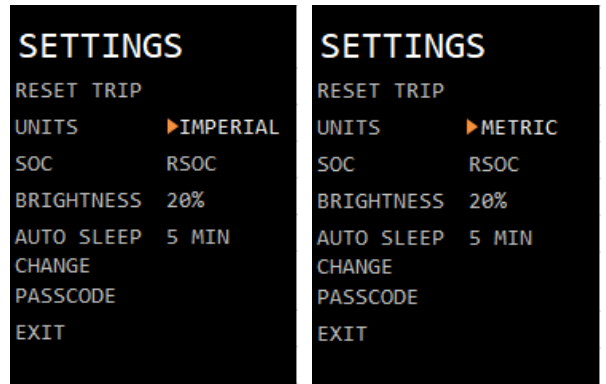 SETTINGS
RESET TRIP
UNITS IMPERIAL
SOC RSOC
BRIGHTNESS 20%
AUTO SLEEP 5 MIN
CHANGE
PASSCODE
EXIT
SETTINGS
RESET TRIP
UNITS METRIC
SOC RSOC
BRIGHTNESS 20%
AUTO SLEEP 5 MIN
CHANGE
PASSCODE
EXIT